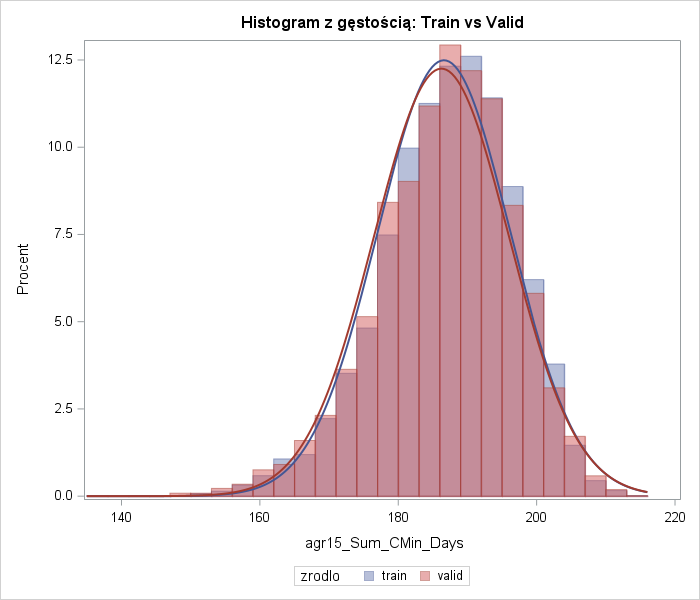 Histogram z gęstością: Train vs Valid
Procent
12.5
10.0
7.5
5.0
2.5
0.0
140 160 180 200 220
agr15_Sum_CMin_Days
zrodlo train valid